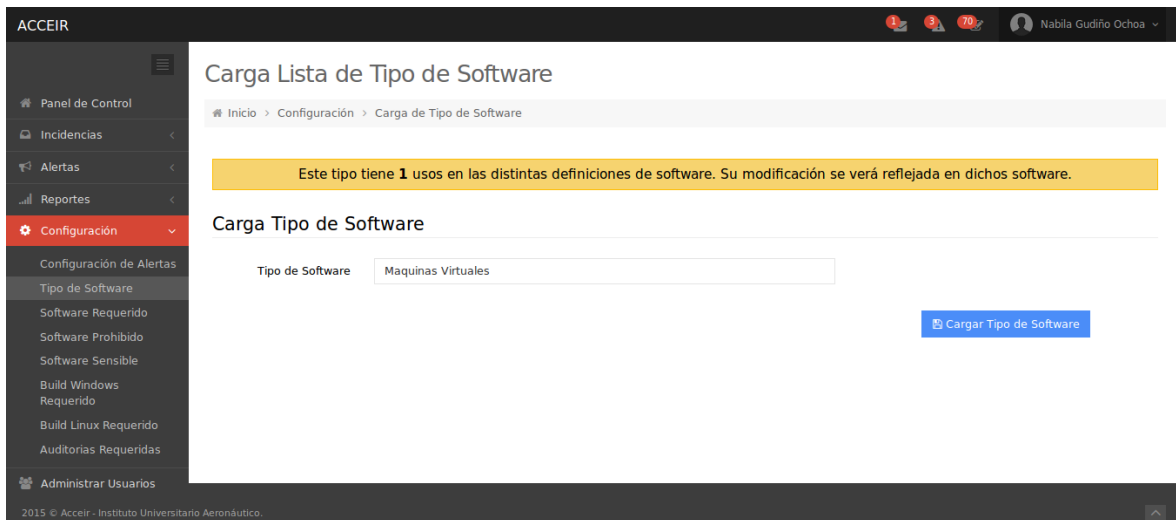 ACCEIR
1
3
70
Nabila Gudiño Ochoa
Panel de Control
Incidencias
Alertas
Reportes
Configuración
Configuración de Alertas
Tipo de Software
Software Requerido
Software Prohibido
Software Sensible
Build Windows
Requerido
Build Linux Requerido
Auditorias Requeridas
Administrar Usuarios
Carga Lista de Tipo de Software
Inicio > Configuración > Carga de Tipo de Software
Este tipo tiene 1 usos en las distintas definiciones de software. Su modificación se verá reflejada en dichos software.
Carga Tipo de Software
Tipo de Software Maquinas Virtuales
Cargar Tipo de Software
2015 © Acceir - Instituto Universitario Aeronáutico.